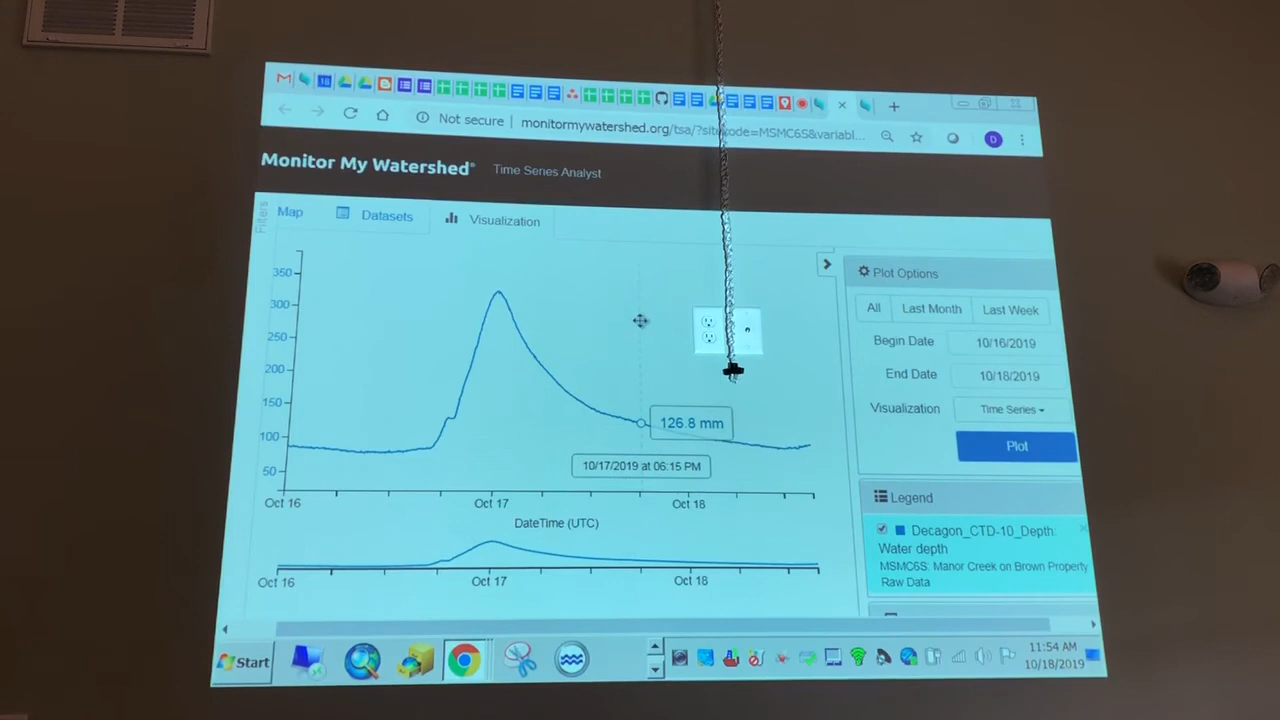 18
Not secure | monitormywatershed.org/tsa/?sitecode=MSMC6S&variabl...
D
Monitor My Watershed® Time Series Analyst
Filters
Map Datasets Visualization
350
300
250
200
150
100
50
126.8 mm
10/17/2019 at 06:15 PM
Oct 16 Oct 17 Oct 18
DateTime (UTC)
Oct 16 Oct 17 Oct 18
Plot Options
All Last Month Last Week
Begin Date 10/16/2019
End Date 10/18/2019
Visualization Time Series
Plot
Legend
Decagon_CTD-10_Depth:
Water depth
MSMC6S: Manor Creek on Brown Property
Raw Data
Start
11:54 AM
10/18/2019